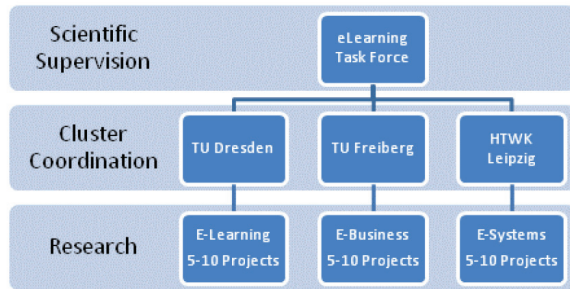 Scientific
Supervision
eLearning
Task Force
Cluster
Coordination
TU Dresden
TU Freiberg
HTWK
Leipzig
Research
E-Learning
5-10 Projects
E-Business
5-10 Projects
E-Systems
5-10 Projects